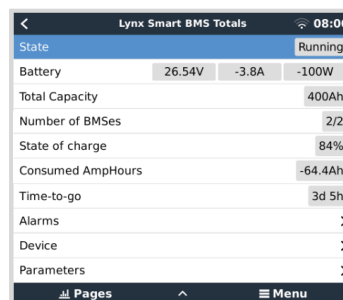 Lynx Smart BMS Totals 08:00
State Running
Battery 26.54V -3.8A -100W
Total Capacity 400Ah
Number of BMSes 2/2
State of charge 84%
Consumed AmpHours -64.4Ah
Time-to-go 3d 5h
Alarms
Device
Parameters
Pages Menu